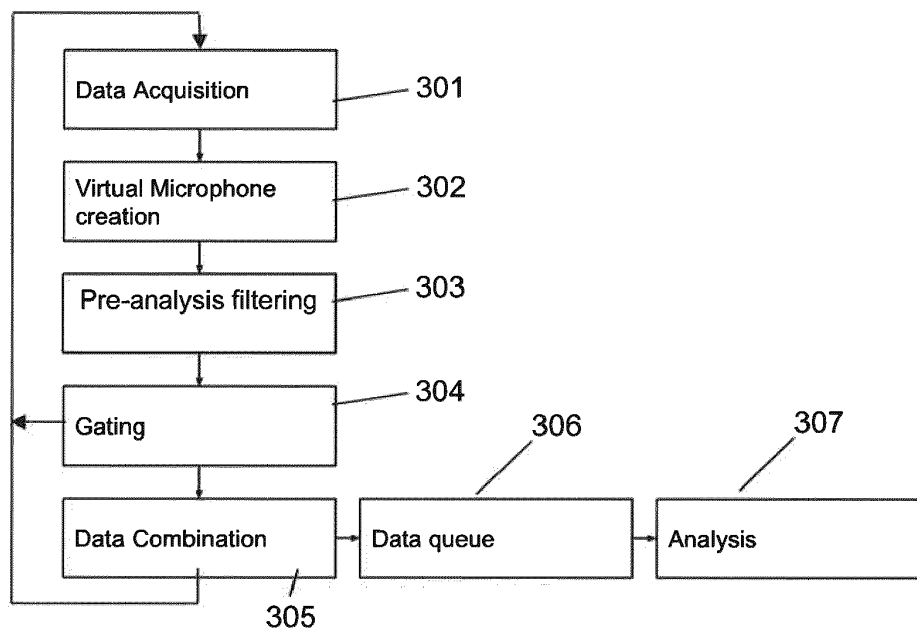 Data Acquisition
301
Virtual Microphone
creation
302
Pre-analysis filtering
303
Gating
304
306
307
Data Combination
Data queue
Analysis
305